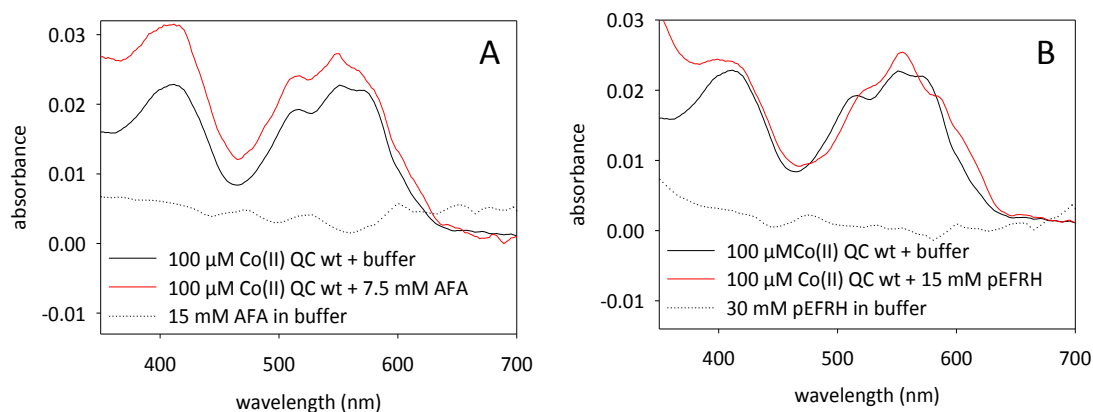 A
absorbance
0.03
0.02
0.01
0.00
-0.01
100 µM Co(II) QC wt + buffer
100 µM Co(II) QC wt + 7.5 mM AFA
15 mM AFA in buffer
400 500 600 700
wavelength (nm)
B
absorbance
0.03
0.02
0.01
0.00
-0.01
100 µMCo(II) QC wt + buffer
100 µM Co(II) QC wt + 15 mM pEFRH
30 mM pEFRH in buffer
400 500 600 700
wavelength (nm)